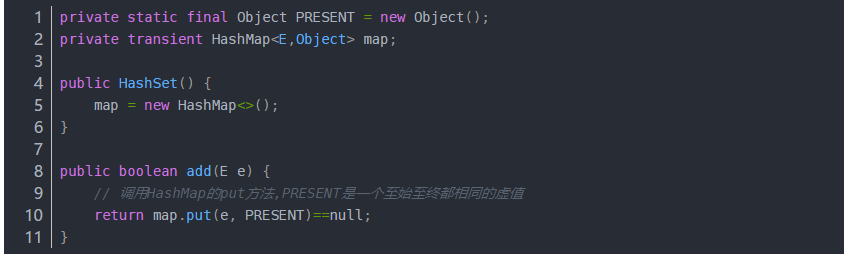 1 private static final Object PRESENT = new Object();
2 private transient HashMap<E,Object> map;
3
4 public HashSet() {
5     map = new HashMap<>();
6 }
7
8 public boolean add(E e) {
9     // 调用HashMap的put方法,PRESENT是一个至始至终都相同的虚值
10     return map.put(e, PRESENT)==null;
11 }